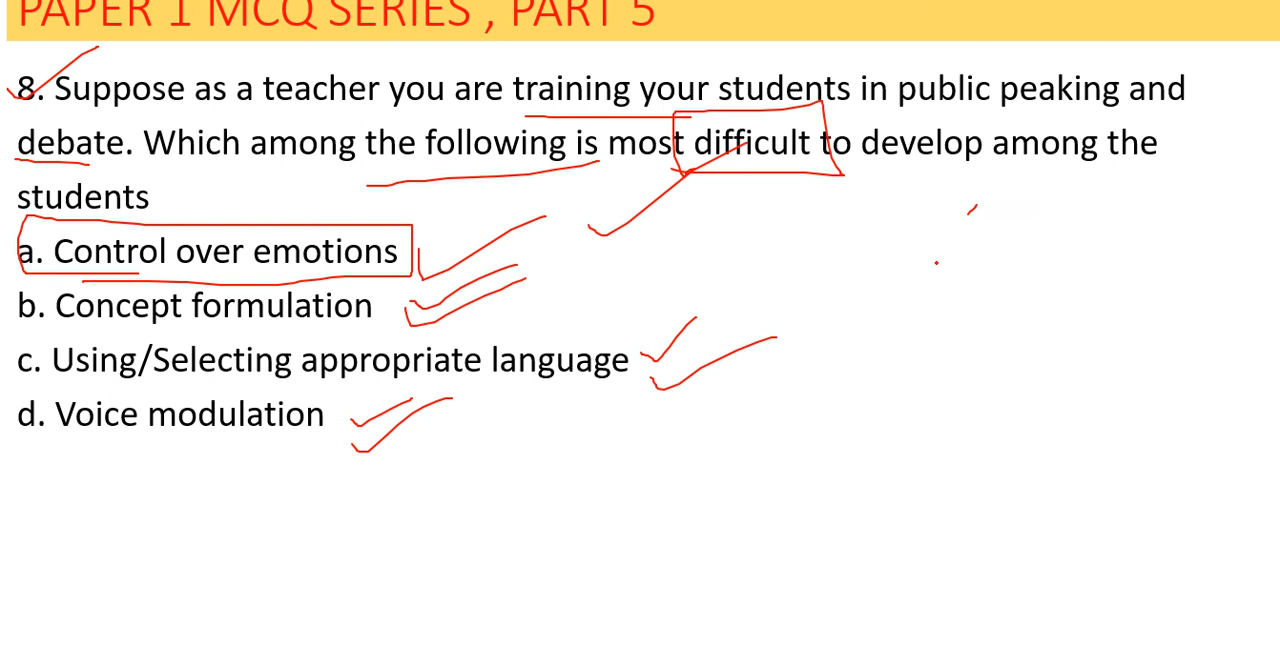 PAPER 1 MCQ SERIES , PART 5
8. Suppose as a teacher you are training your students in public peaking and
debate. Which among the following is most difficult to develop among the
students
a. Control over emotions
b. Concept formulation
c. Using/Selecting appropriate language
d. Voice modulation